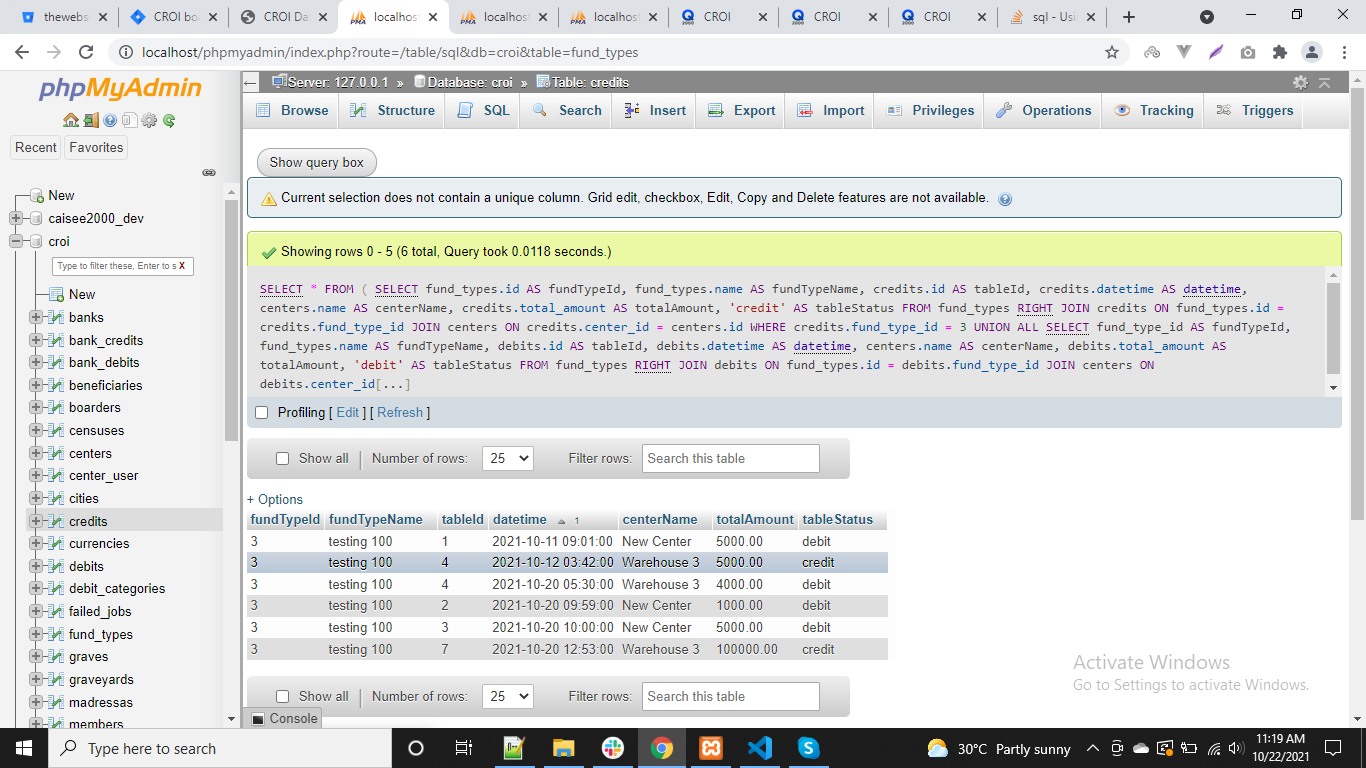 thewebs
CROI bo
CROI Da
localhos
localhos
localhos
CROI
CROI
CROI
sql - Usi
localhost/phpmyadmin/index.php?route=/table/sql&db=croi&table=fund_types
phpMyAdmin
Recent
Favorites
New
caisee2000_dev
croi
Type to filter these, Enter to s X
New
banks
bank_credits
bank_debits
beneficiaries
boarders
censuses
centers
center_user
cities
credits
currencies
debits
debit_categories
failed_jobs
fund_types
graves
graveyards
madressas
members
Server: 127.0.0.1 » Database: croi » Table: credits
Browse
Structure
SQL
Search
Insert
Export
Import
Privileges
Operations
Tracking
Triggers
Show query box
Current selection does not contain a unique column. Grid edit, checkbox, Edit, Copy and Delete features are not available.
Showing rows 0 - 5 (6 total, Query took 0.0118 seconds.)
SELECT * FROM ( SELECT fund_types.id AS fundTypeId, fund_types.name AS fundTypeName, credits.id AS tableId, credits.datetime AS datetime,
centers.name AS centerName, credits.total_amount AS totalAmount, 'credit' AS tableStatus FROM fund_types RIGHT JOIN credits ON fund_types.id =
credits.fund_type_id JOIN centers ON credits.center_id = centers.id WHERE credits.fund_type_id = 3 UNION ALL SELECT fund_type_id AS fundTypeId,
fund_types.name AS fundTypeName, debits.id AS tableId, debits.datetime AS datetime, centers.name AS centerName, debits.total_amount AS
totalAmount, 'debit' AS tableStatus FROM fund_types RIGHT JOIN debits ON fund_types.id = debits.fund_type_id JOIN centers ON
debits.center_id[...]
Profiling [ Edit ] [ Refresh ]
Show all | Number of rows: 25 Filter rows: Search this table
+ Options
fundTypeId fundTypeName tableId datetime 1 centerName totalAmount tableStatus
3 testing 100 1 2021-10-11 09:01:00 New Center 5000.00 debit
3 testing 100 4 2021-10-12 03:42:00 Warehouse 3 5000.00 credit
3 testing 100 4 2021-10-20 05:30:00 Warehouse 3 4000.00 debit
3 testing 100 2 2021-10-20 09:59:00 New Center 1000.00 debit
3 testing 100 3 2021-10-20 10:00:00 New Center 5000.00 debit
3 testing 100 7 2021-10-20 12:53:00 Warehouse 3 100000.00 credit
Show all | Number of rows: 25 Filter rows: Search this table
Console
Activate Windows
Go to Settings to activate Windows.
Type here to search
30°C Partly sunny
11:19 AM
10/22/2021